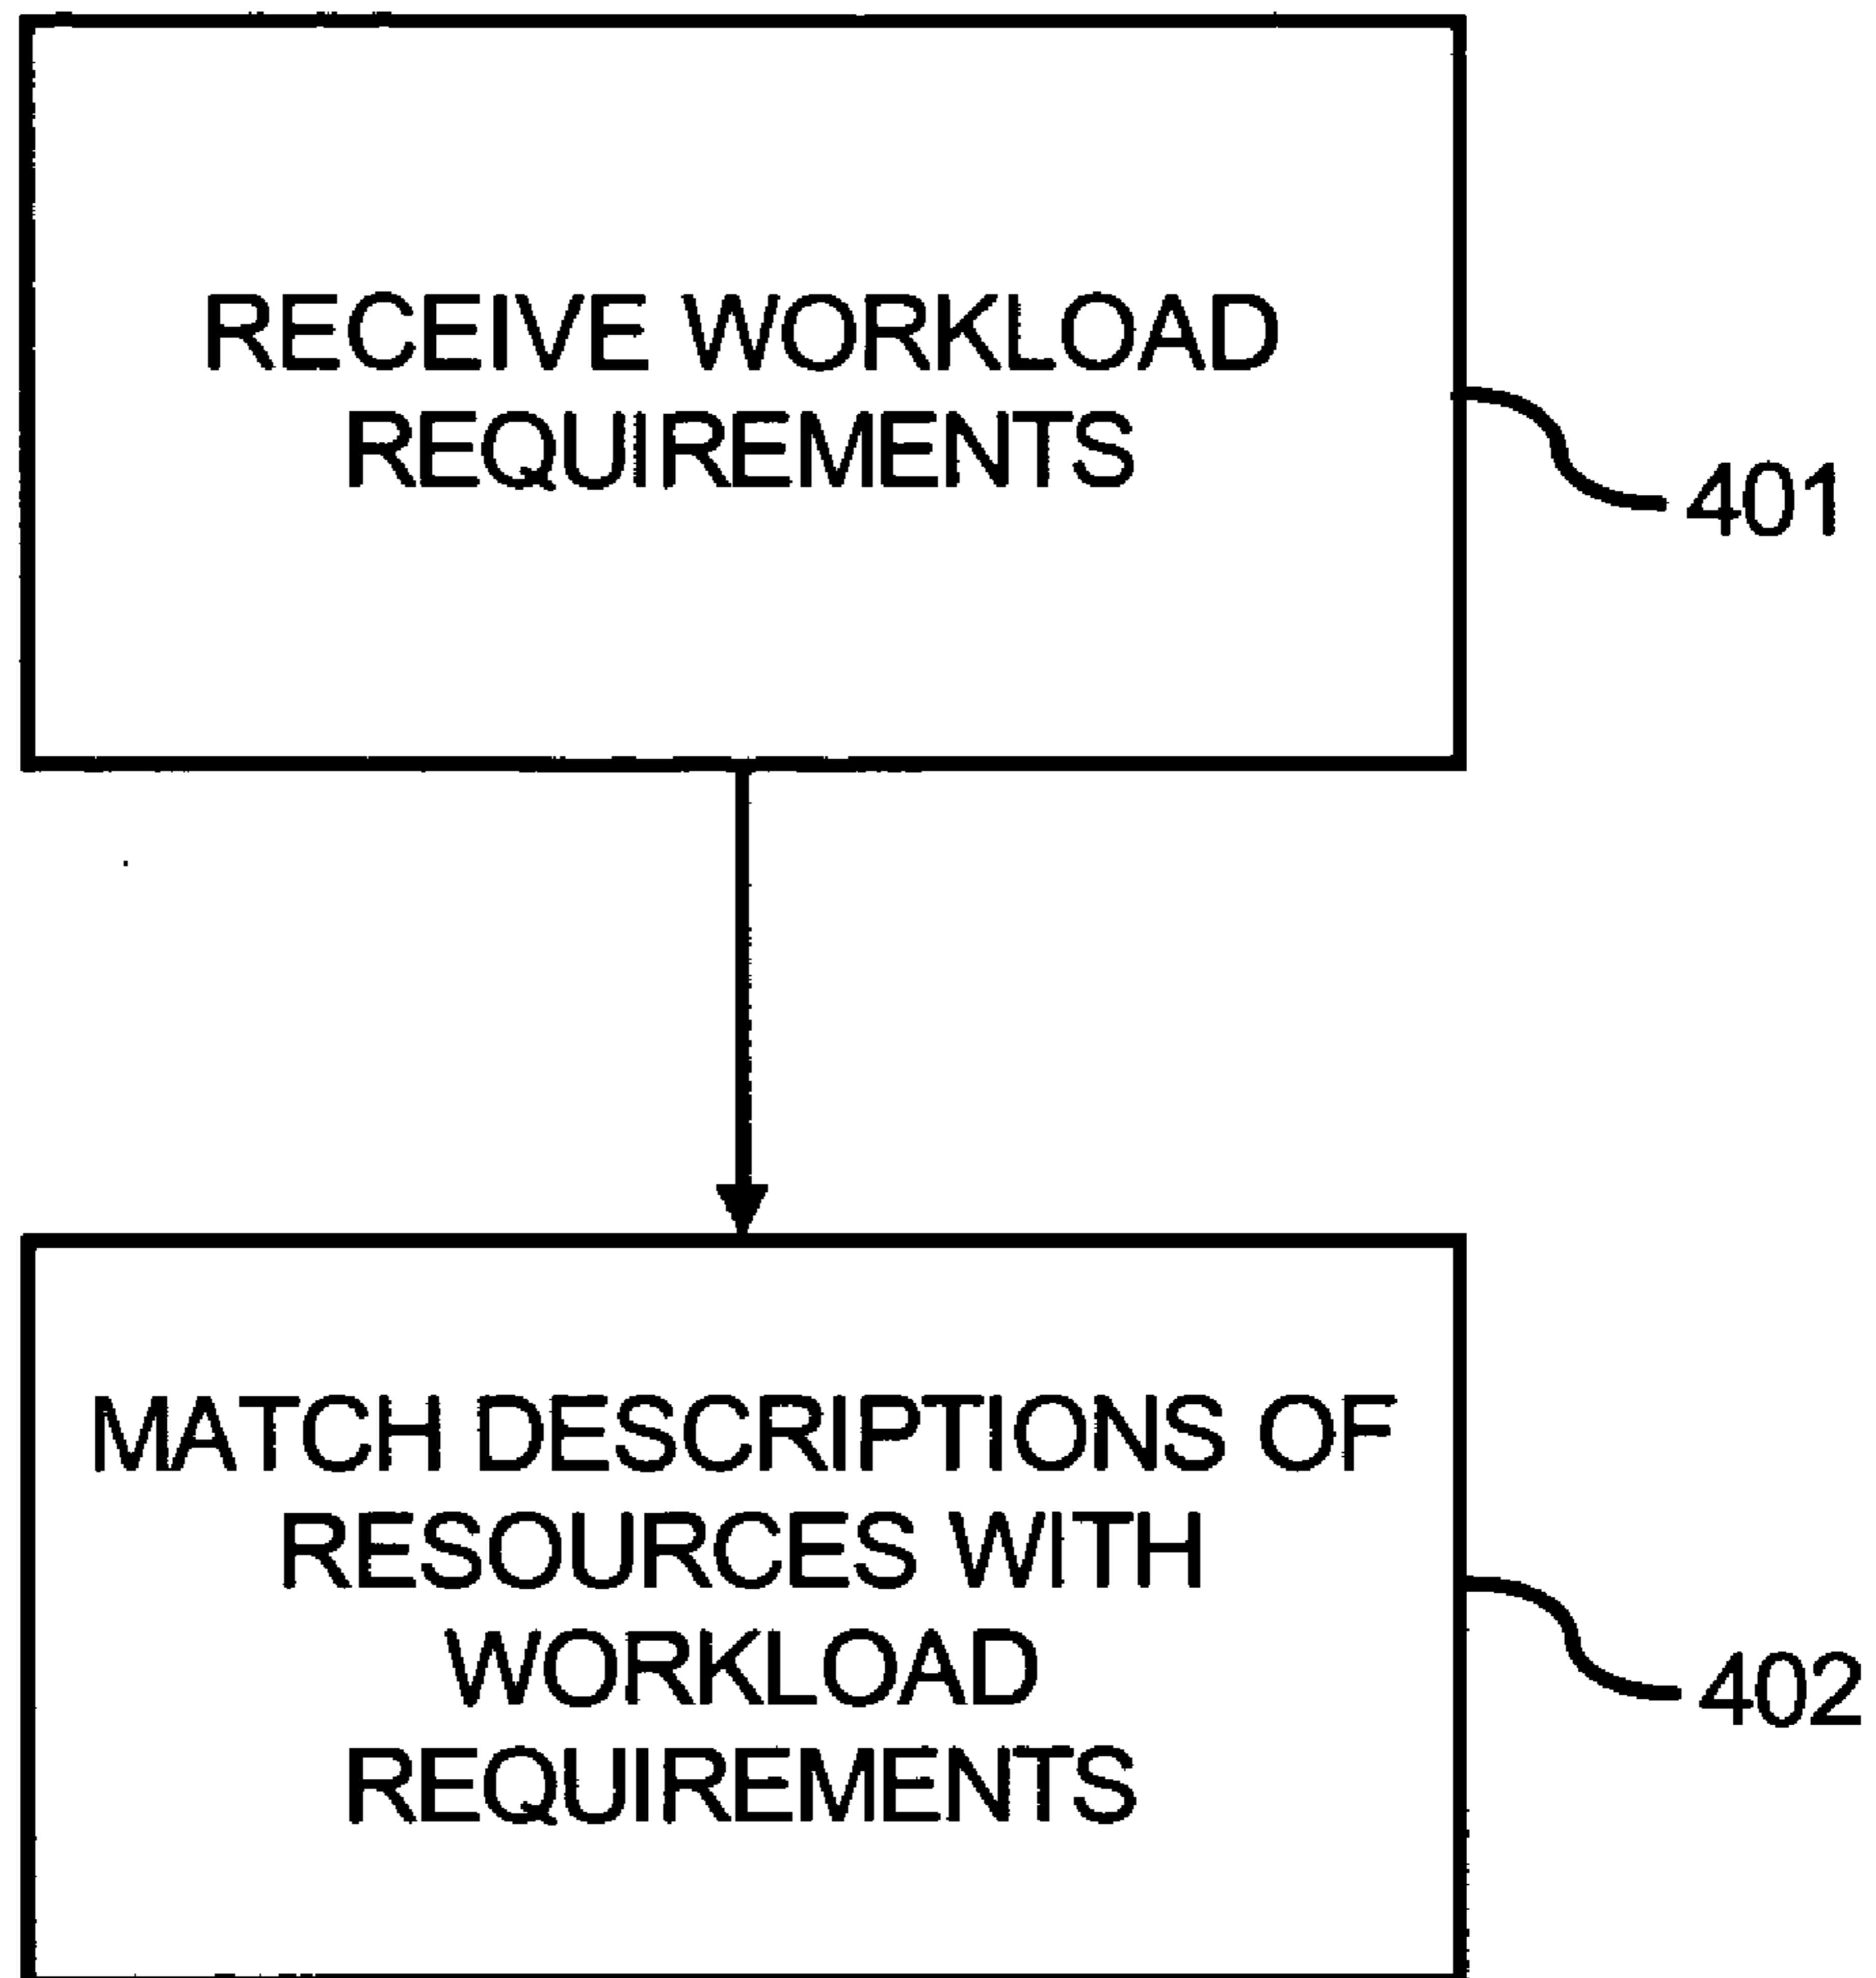 RECEIVE WORKLOAD
REQUIREMENTS
401
MATCH DESCRIPTIONS OF
RESOURCES WITH
WORKLOAD
REQUIREMENTS
402